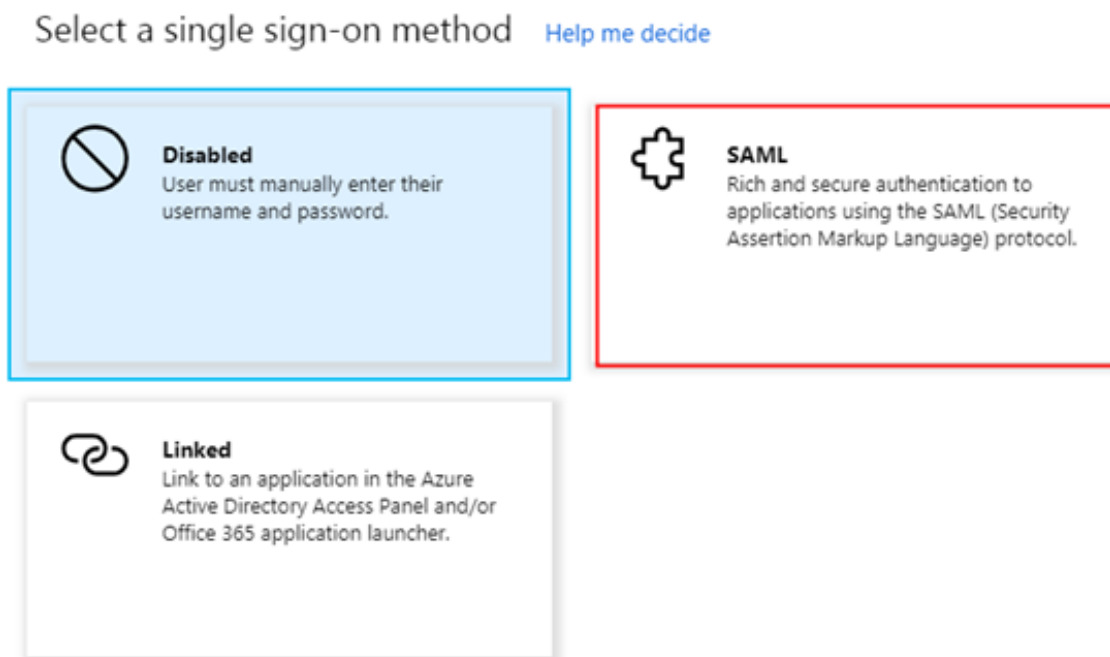 Select a single sign-on method Help me decide
Disabled
User must manually enter their
username and password.
SAML
Rich and secure authentication to
applications using the SAML (Security
Assertion Markup Language) protocol.
Linked
Link to an application in the Azure
Active Directory Access Panel and/or
Office 365 application launcher.